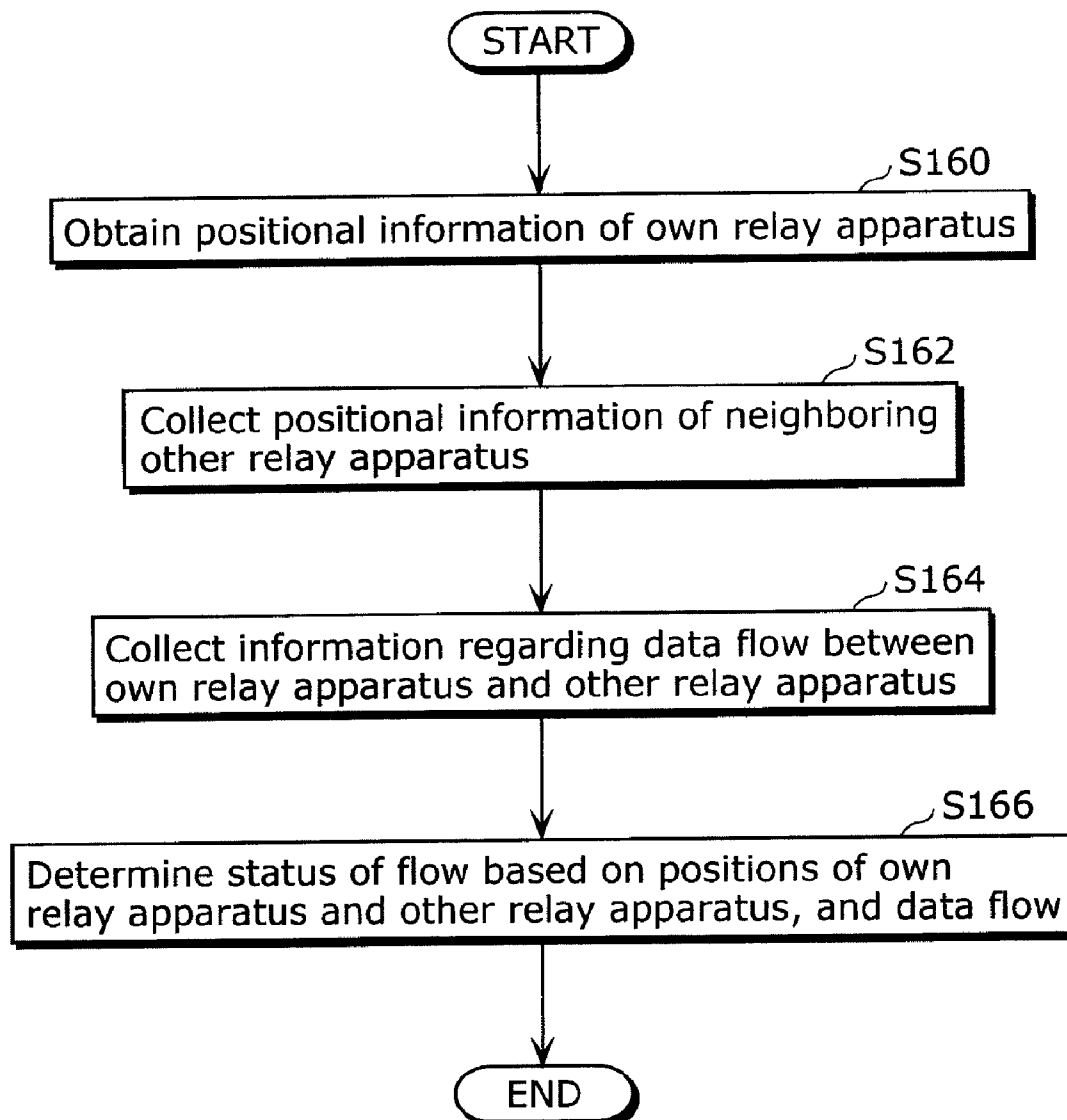 START
S160
Obtain positional information of own relay apparatus
S162
Collect positional information of neighboring
other relay apparatus
S164
Collect information regarding data flow between
own relay apparatus and other relay apparatus
S166
Determine status of flow based on positions of own
relay apparatus and other relay apparatus, and data flow
END